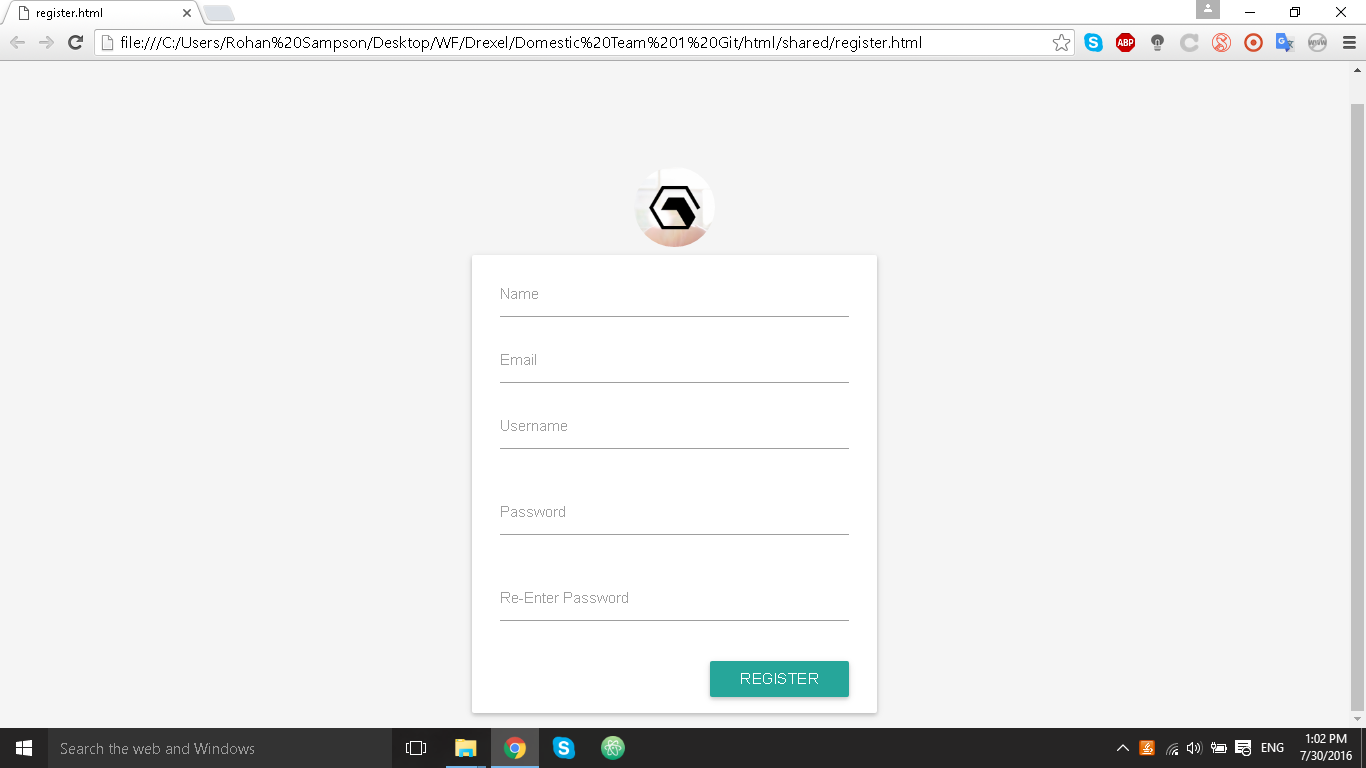 register.html
file:///C:/Users/Rohan%20Sampson/Desktop/WF/Drexel/Domestic%20Team%201%20Git/html/shared/register.html
ABP
Name
Email
Username
Password
Re-Enter Password
REGISTER
Search the web and Windows
ENG
1:02 PM
7/30/2016